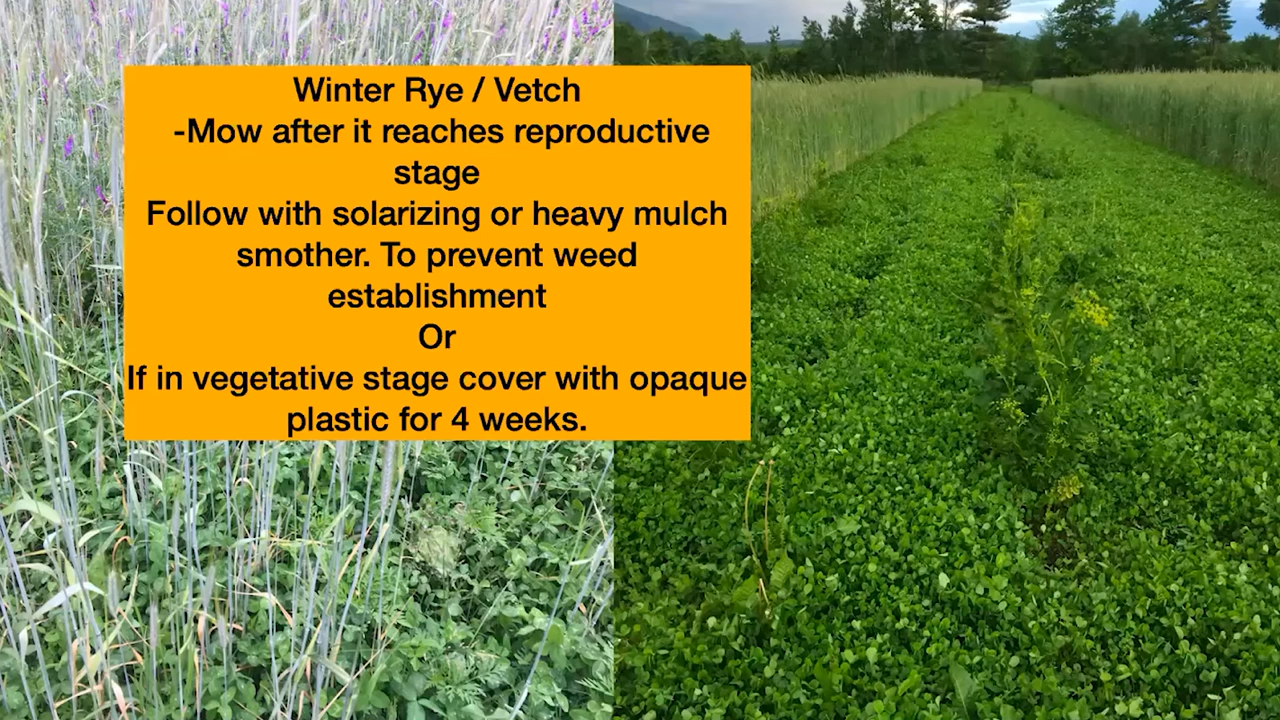 Winter Rye / Vetch
-Mow after it reaches reproductive
stage
Follow with solarizing or heavy mulch
smother. To prevent weed
establishment
Or
If in vegetative stage cover with opaque
plastic for 4 weeks.